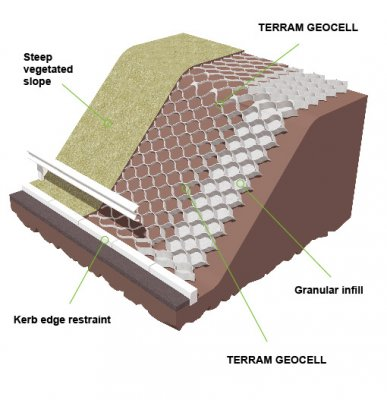 TERRAM GEOCELL
Steep
vegetated
slope
Granular infill
Kerb edge restraint
TERRAM GEOCELL